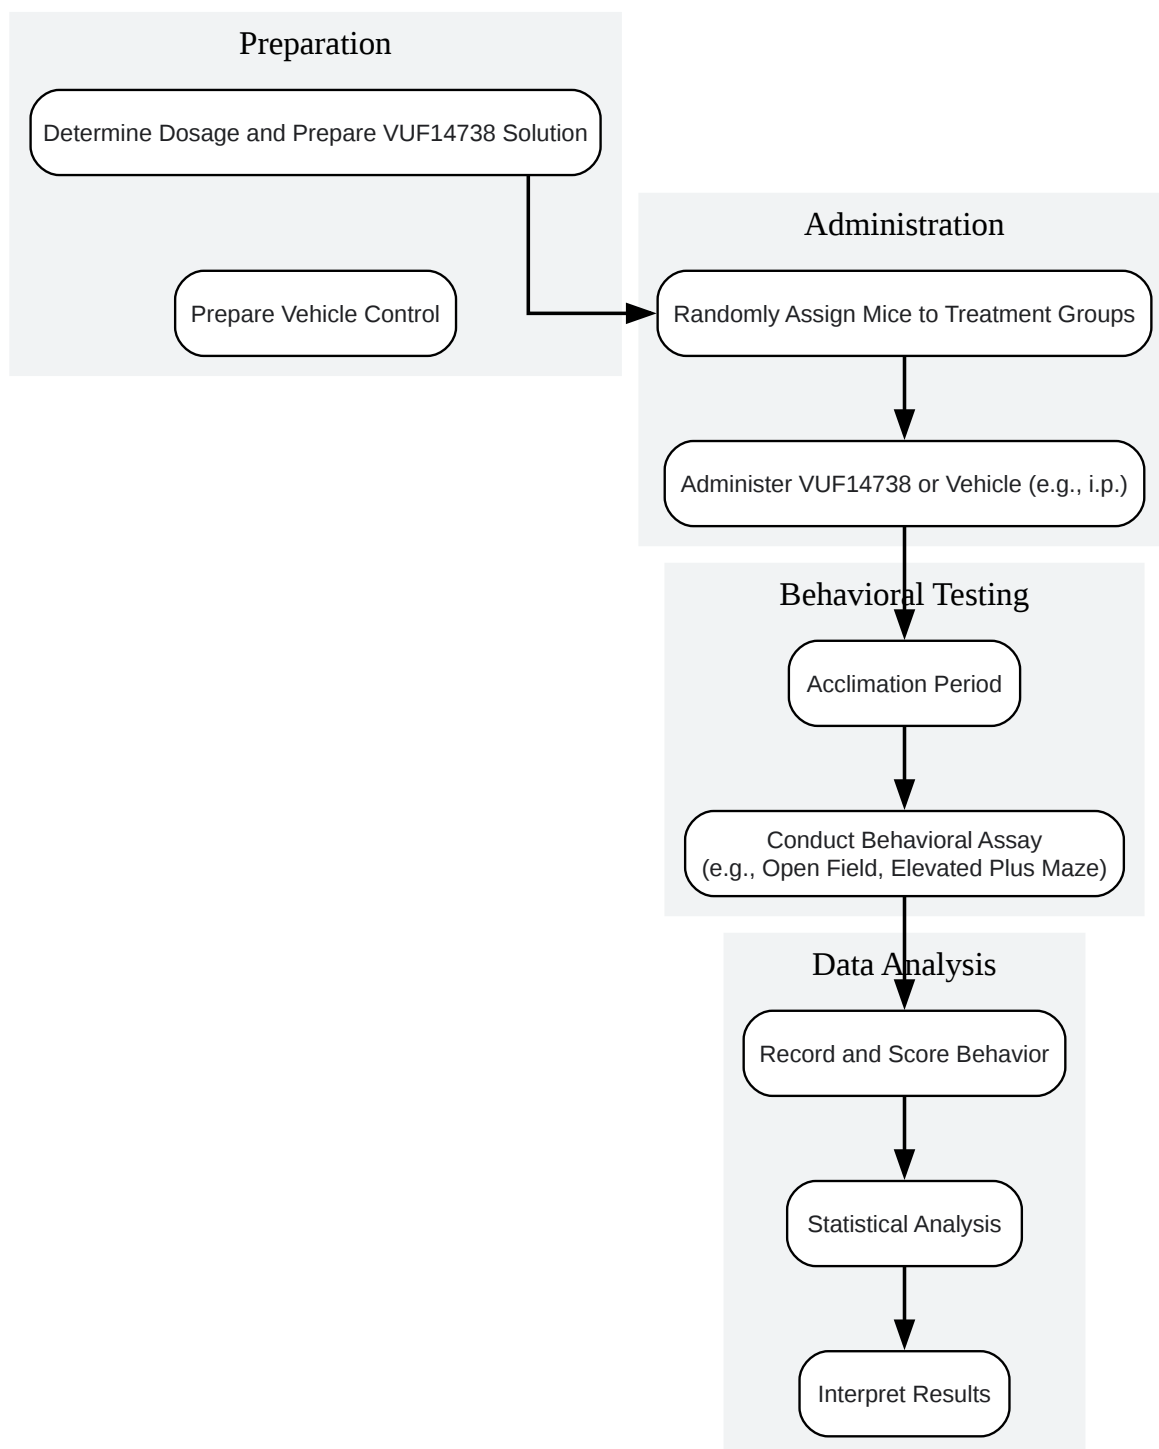 Preparation
Determine Dosage and Prepare VUF14738 Solution
Prepare Vehicle Control
Administration
Randomly Assign Mice to Treatment Groups
Administer VUF14738 or Vehicle (e.g., i.p.)
Behavioral Testing
Acclimation Period
Conduct Behavioral Assay
(e.g., Open Field, Elevated Plus Maze)
Data Analysis
Record and Score Behavior
Statistical Analysis
Interpret Results